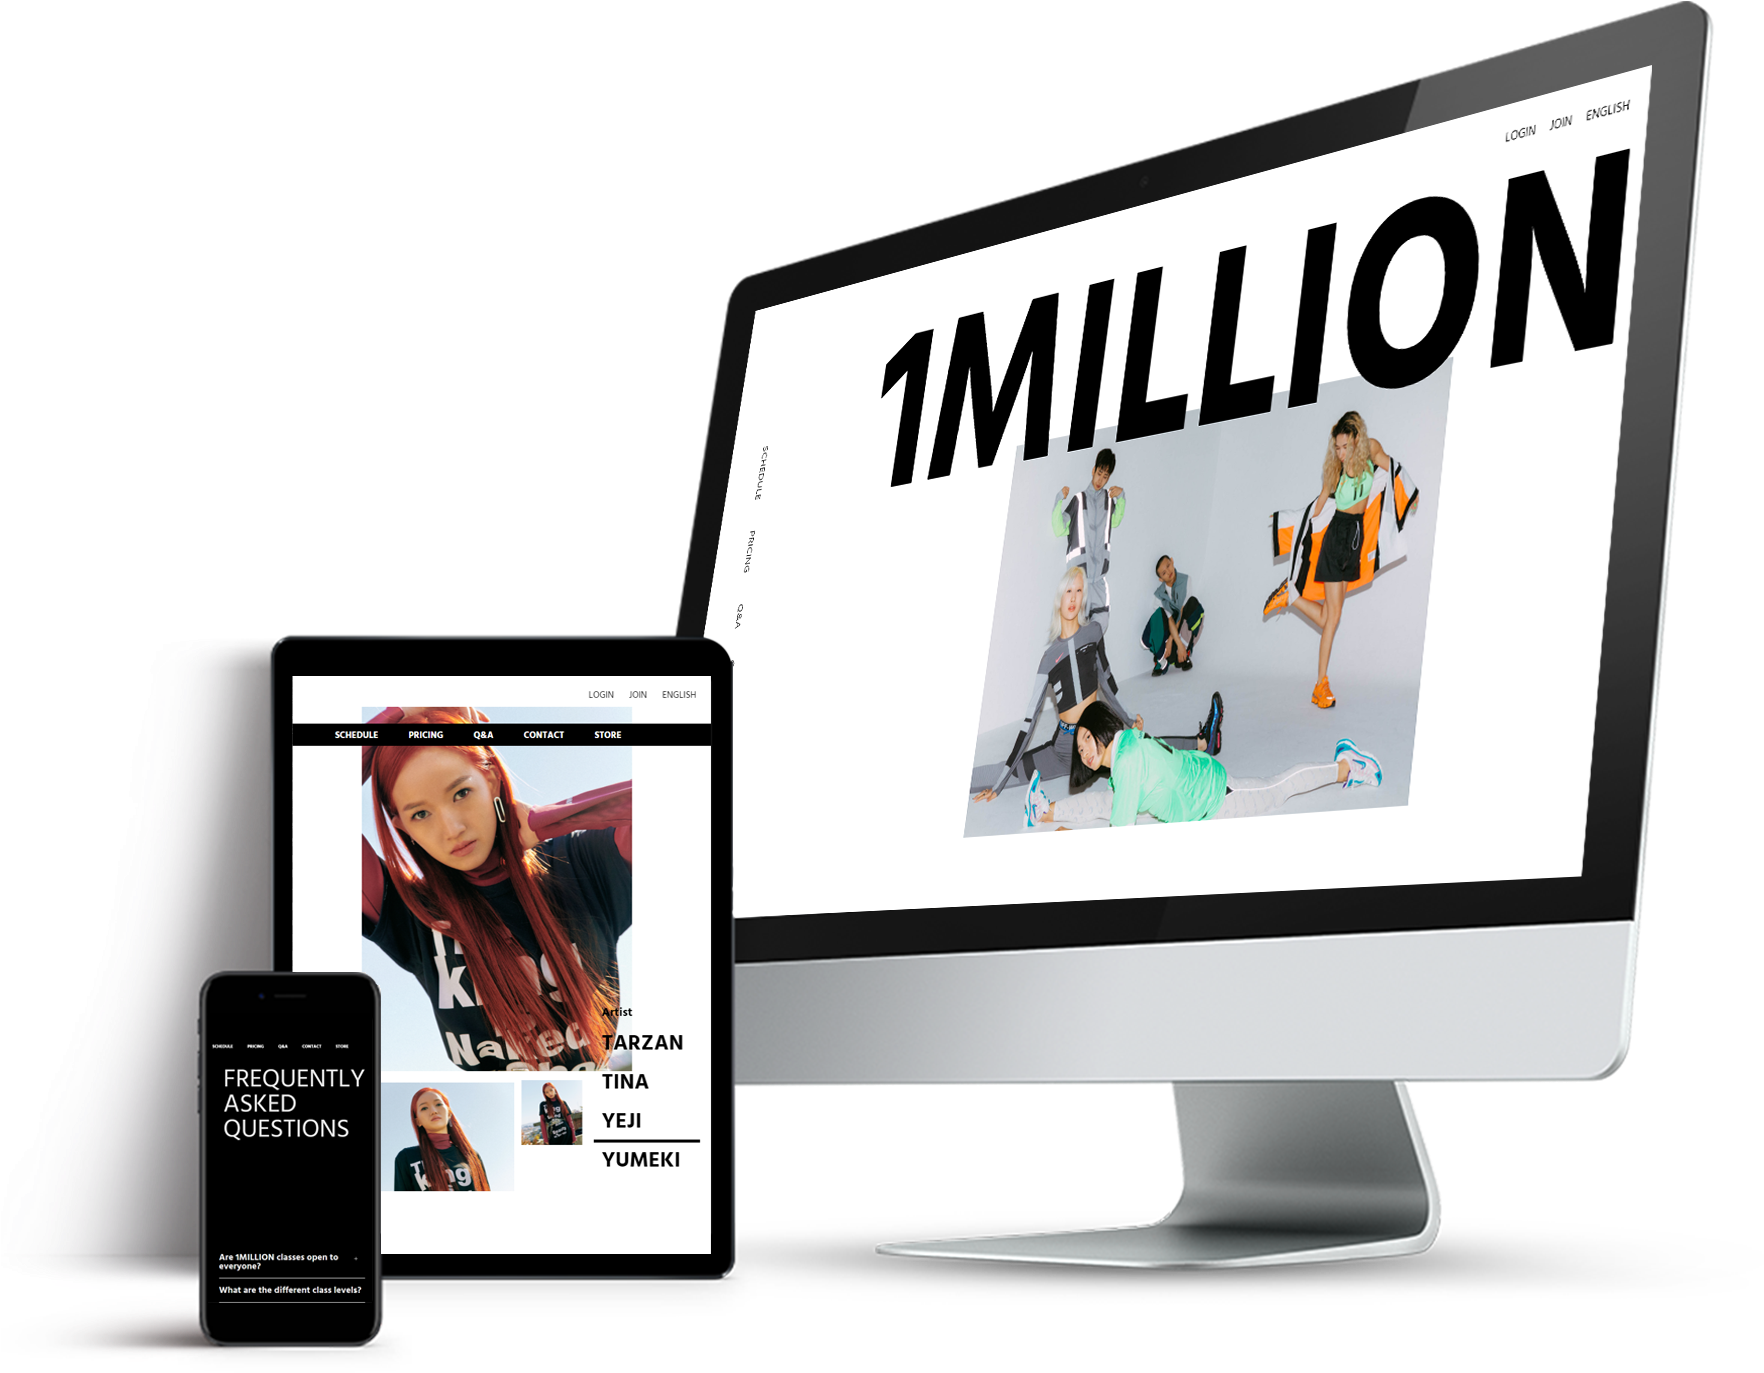 LOGIN JOIN ENGLISH
1MILLION
SCHEDULE
PRICING
Q&A
LOGIN JOIN ENGLISH
SCHEDULE PRICING Q&A CONTACT STORE
Artist
TARZAN
TINA
YEJI
YUMEKI
SCHEDULE PRICING Q&A CONTACT STORE
FREQUENTLY
ASKED
QUESTIONS
Are 1MILLION classes open to +
everyone?
What are the different class levels?